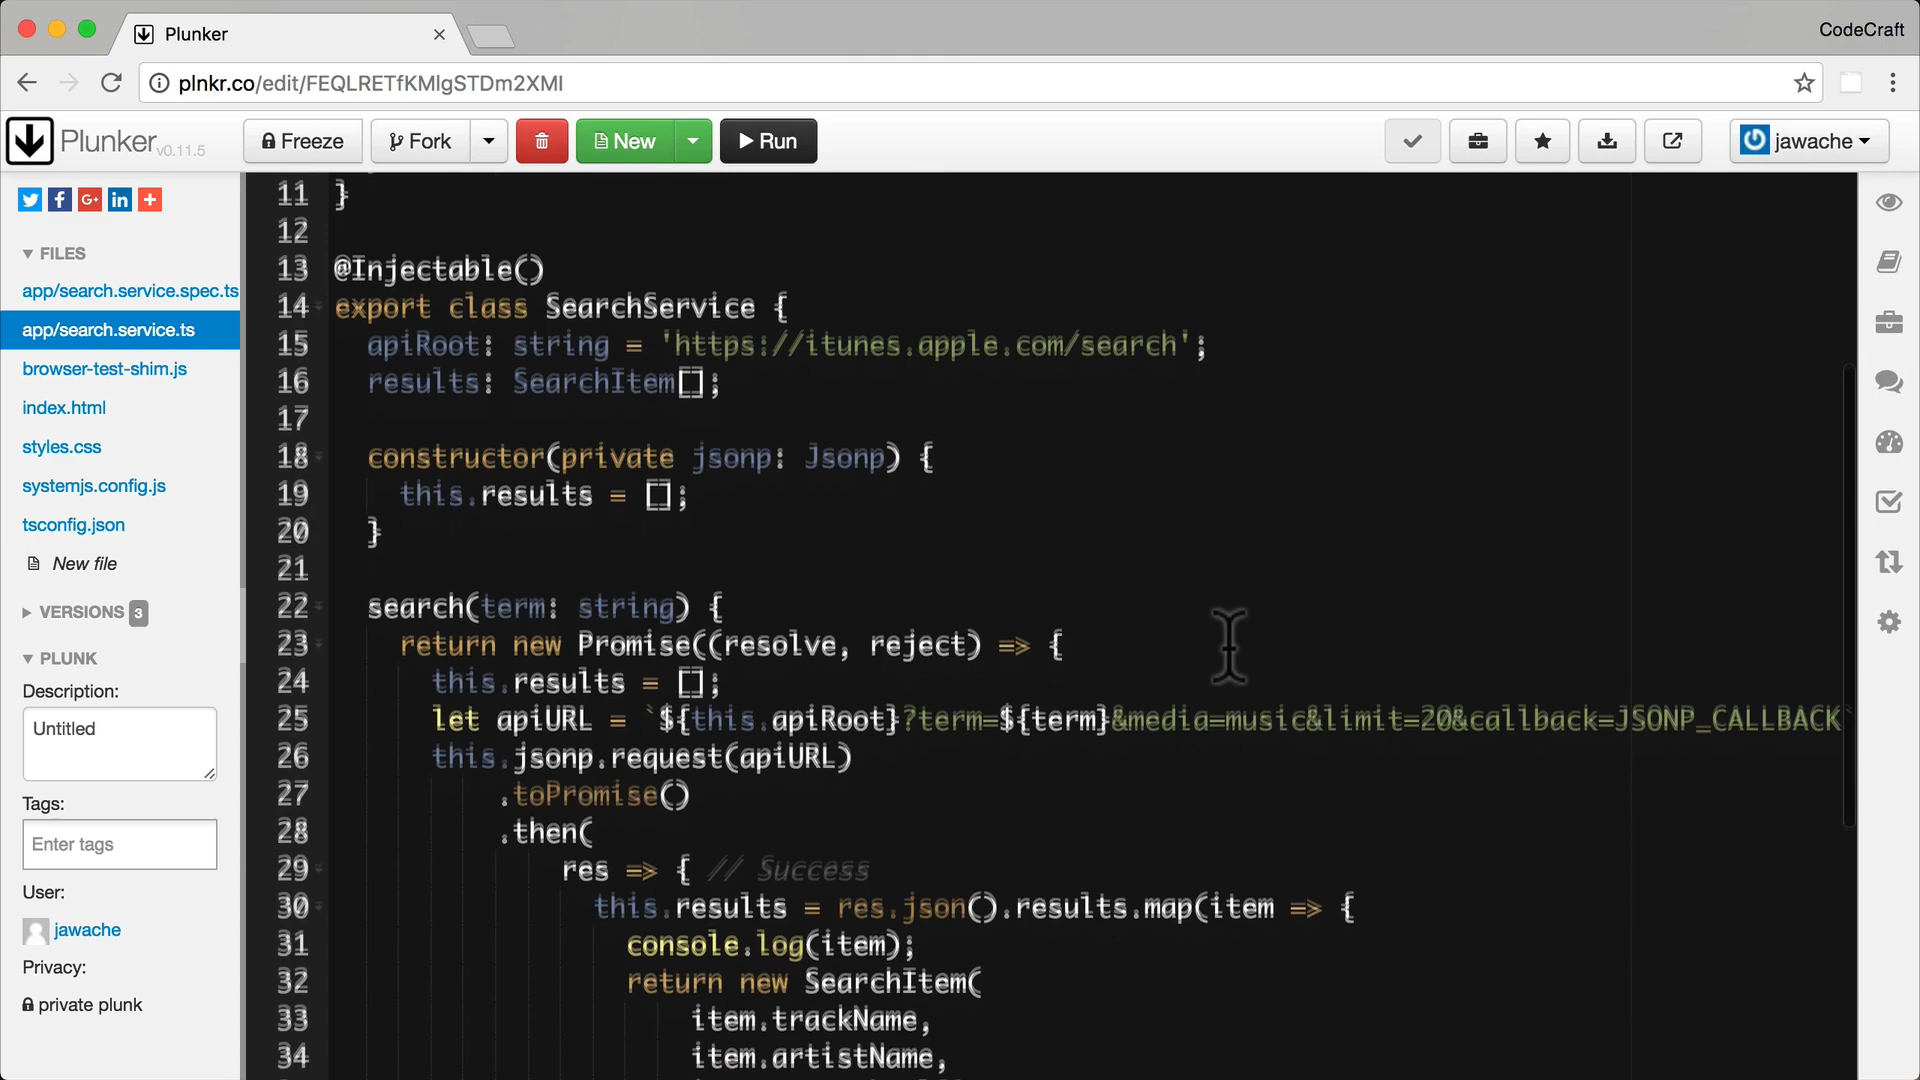 Plunker
CodeCraft
plnkr.co/edit/FEQLRETfKMlgSTDm2XMI
Plunker v0.11.5
Freeze
Fork
New
Run
jawache
FILES
app/search.service.spec.ts
app/search.service.ts
browser-test-shim.js
index.html
styles.css
systemjs.config.js
tsconfig.json
New file
VERSIONS 3
PLUNK
Description:
Untitled
Tags:
Enter tags
User:
jawache
Privacy:
private plunk
11 }
12
13 @Injectable()
14 export class SearchService {
15 apiRoot: string = 'https://itunes.apple.com/search';
16 results: SearchItem[];
17
18 constructor(private jsonp: Jsonp) {
19 this.results = [];
20 }
21
22 search(term: string) {
23 return new Promise((resolve, reject) => {
24 this.results = [];
25 let apiURL = `${this.apiRoot}?term=${term}&media=music&limit=20&callback=JSONP_CALLBACK`
26 this.jsonp.request(apiURL)
27 .toPromise()
28 .then(
29 res => { // Success
30 this.results = res.json().results.map(item => {
31 console.log(item);
32 return new SearchItem(
33 item.trackName,
34 item.artistName,